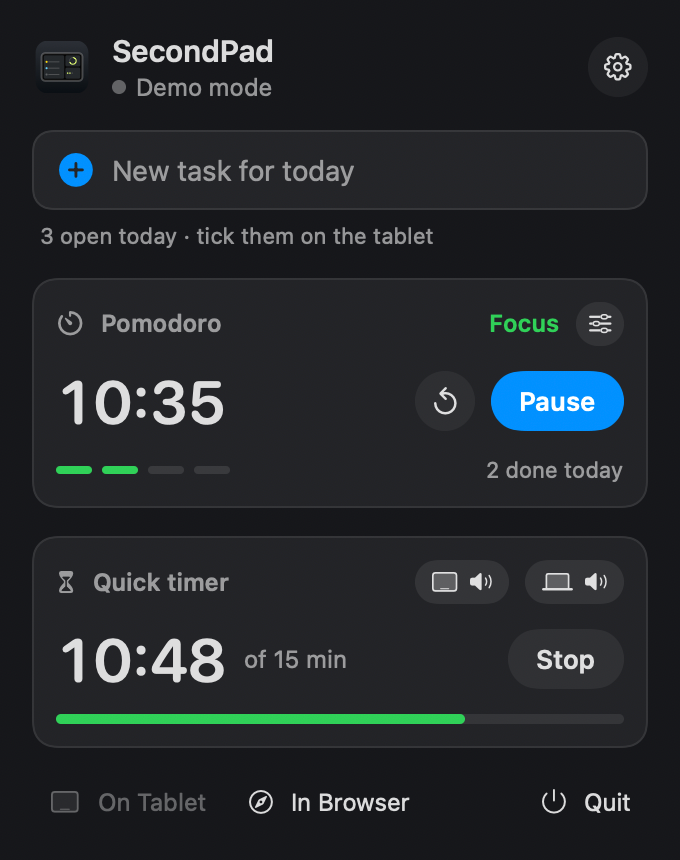 SecondPad
Demo mode
New task for today
3 open today · tick them on the tablet
Pomodoro
Focus
10:35
Pause
2 done today
Quick timer
10:48 of 15 min
Stop
On Tablet
In Browser
Quit